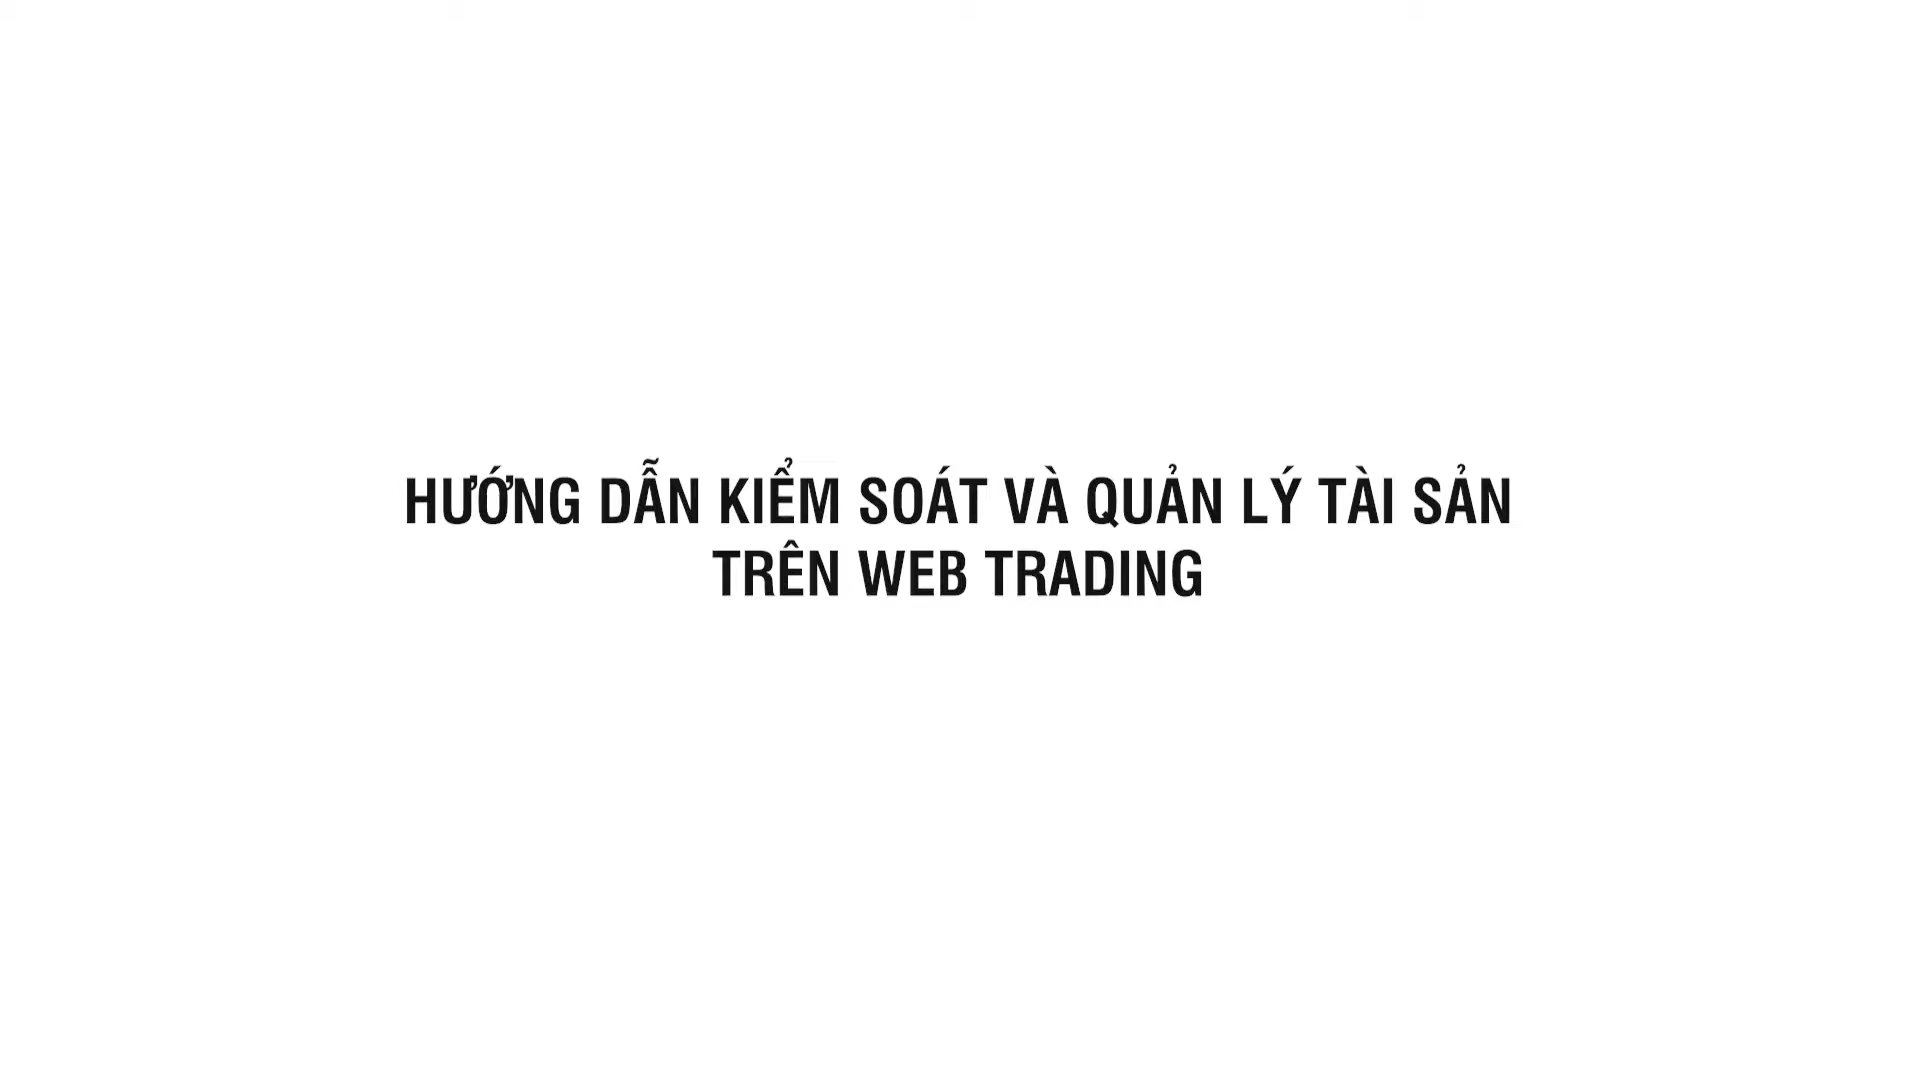 HƯỚNG DẪN KIỂM SOÁT VÀ QUẢN LÝ TÀI SẢN
TRÊN WEB TRADING